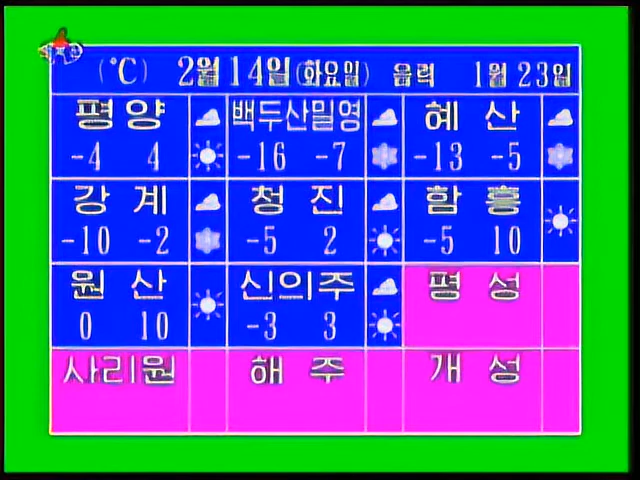 (℃) 2월 14일 (화요일) 음력 1월 23일
평양 백두산밀영 혜산
-4 4 -16 -7 -13 -5
강계 청진 함흥
-10 -2 -5 2 -5 10
원산 신의주 평성
0 10 -3 3
사리원 해주 개성